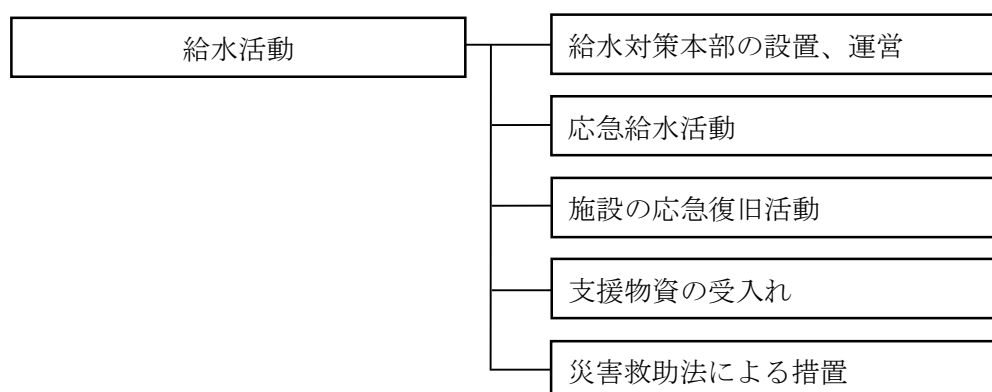 給水活動
給水対策本部の設置、運営
応急給水活動
施設の応急復旧活動
支援物資の受入れ
災害救助法による措置